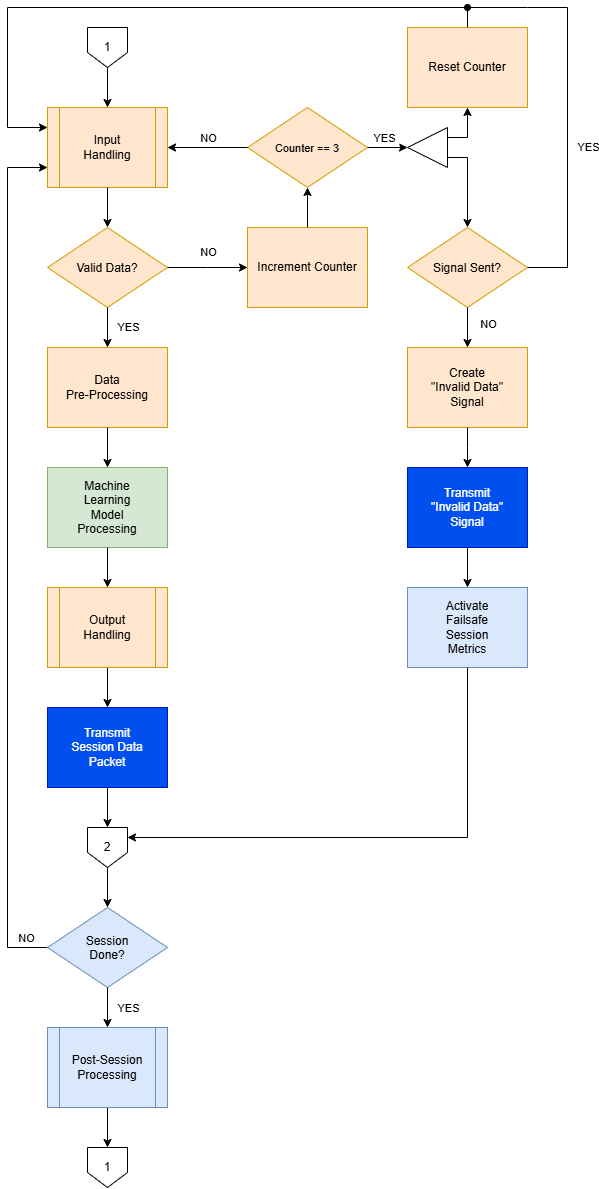 1
Reset Counter
Input
Handling
NO
Counter == 3
YES
YES
Valid Data?
NO
Increment Counter
Signal Sent?
YES
NO
Data
Pre-Processing
Create
"Invalid Data"
Signal
Machine
Learning
Model
Processing
Transmit
"Invalid Data"
Signal
Output
Handling
Activate
Failsafe
Session
Metrics
Transmit
Session Data
Packet
2
NO
Session
Done?
YES
Post-Session
Processing
1